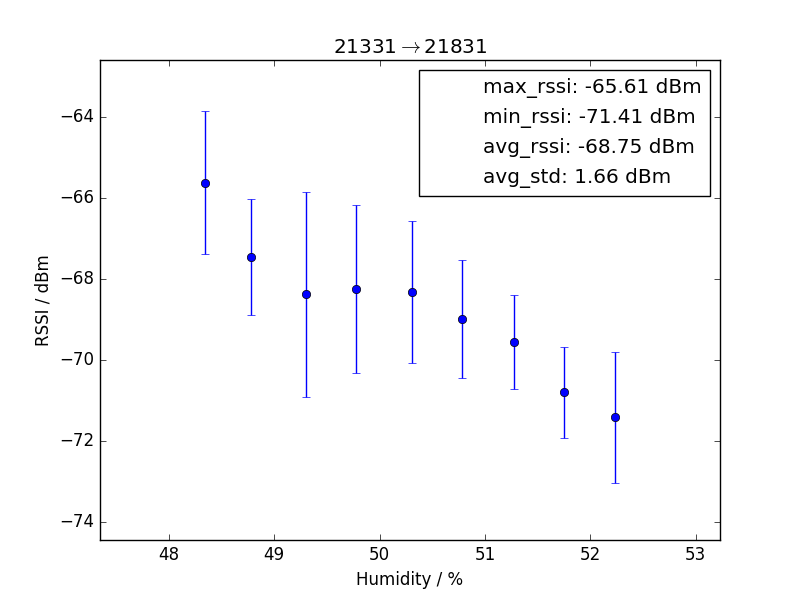 21331→21831
max_rssi: -65.61 dBm
min_rssi: -71.41 dBm
avg_rssi: -68.75 dBm
avg_std: 1.66 dBm
RSSI / dBm
−64
−66
−68
−70
−72
−74
48 49 50 51 52 53
Humidity / %